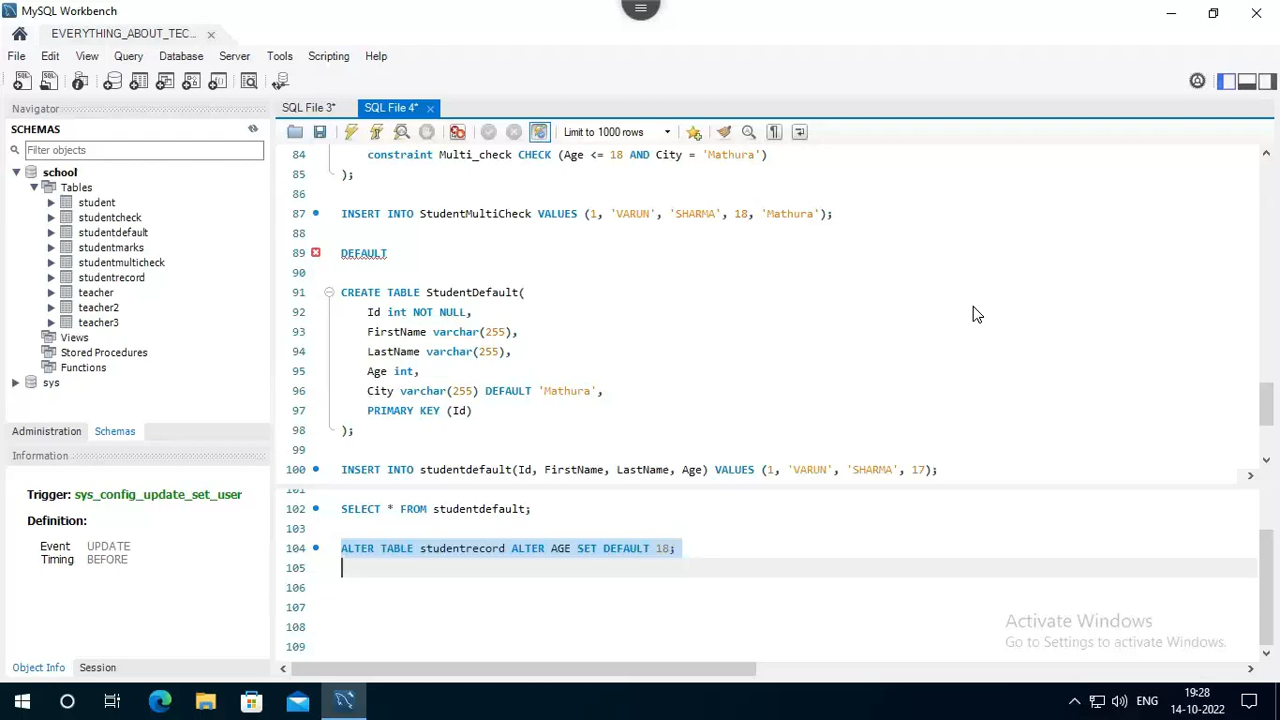 MySQL Workbench
EVERYTHING_ABOUT_TEC...
File Edit View Query Database Server Tools Scripting Help
Navigator
SCHEMAS
Filter objects
school
Tables
student
studentcheck
studentdefault
studentmarks
studentmulticheck
studentrecord
teacher
teacher2
teacher3
Views
Stored Procedures
Functions
sys
Administration Schemas
Information
Trigger: sys_config_update_set_user
Definition:
Event UPDATE
Timing BEFORE
Object Info Session
SQL File 3* SQL File 4*
Limit to 1000 rows
84 constraint Multi_check CHECK (Age <= 18 AND City = 'Mathura')
85 );
86
87 INSERT INTO StudentMultiCheck VALUES (1, 'VARUN', 'SHARMA', 18, 'Mathura');
88
89 DEFAULT
90
91 CREATE TABLE StudentDefault(
92 Id int NOT NULL,
93 FirstName varchar(255),
94 LastName varchar(255),
95 Age int,
96 City varchar(255) DEFAULT 'Mathura',
97 PRIMARY KEY (Id)
98 );
99
100 INSERT INTO studentdefault(Id, FirstName, LastName, Age) VALUES (1, 'VARUN', 'SHARMA', 17);
101
102 SELECT * FROM studentdefault;
103
104 ALTER TABLE studentrecord ALTER AGE SET DEFAULT 18;
105
106
107
108
109
Activate Windows
Go to Settings to activate Windows.
ENG
19:28
14-10-2022